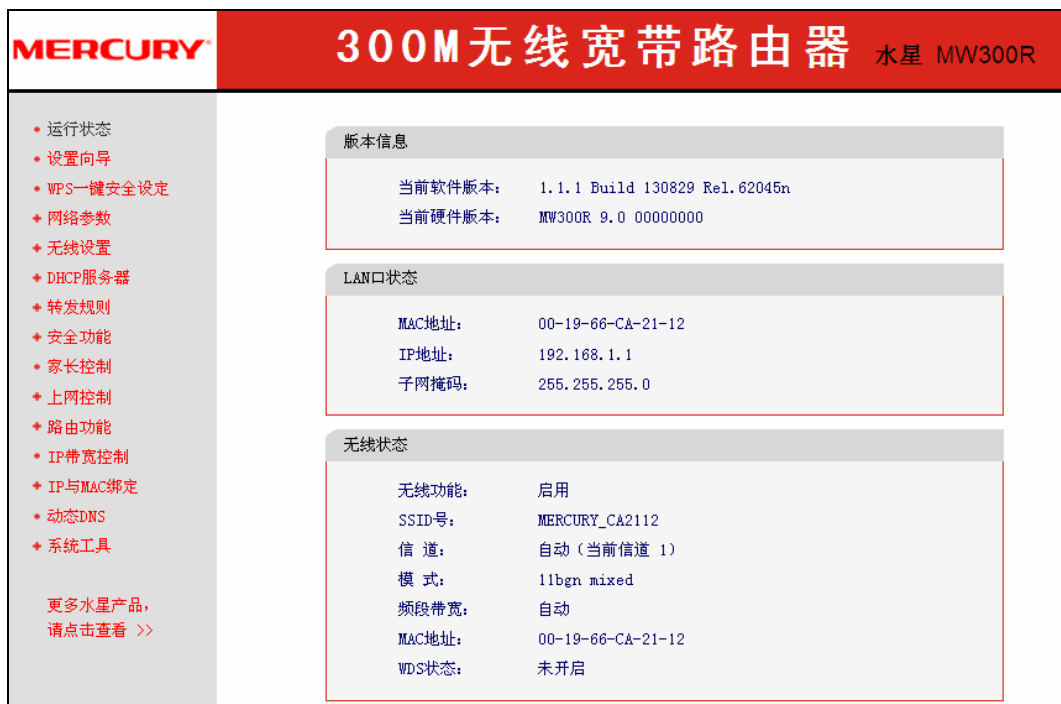 MERCURY
300M无线宽带路由器 水星 MW300R
运行状态
设置向导
WPS一键安全设定
网络参数
无线设置
DHCP服务器
转发规则
安全功能
家长控制
上网控制
路由功能
IP带宽控制
IP与MAC绑定
动态DNS
系统工具
更多水星产品,
请点击查看 >>
版本信息
当前软件版本: 1.1.1 Build 130829 Rel.62045n
当前硬件版本: MW300R 9.0 00000000
LAN口状态
MAC地址: 00-19-66-CA-21-12
IP地址: 192.168.1.1
子网掩码: 255.255.255.0
无线状态
无线功能: 启用
SSID号: MERCURY_CA2112
信 道: 自动（当前信道 1）
模 式: 11bgn mixed
频段带宽: 自动
MAC地址: 00-19-66-CA-21-12
WDS状态: 未开启